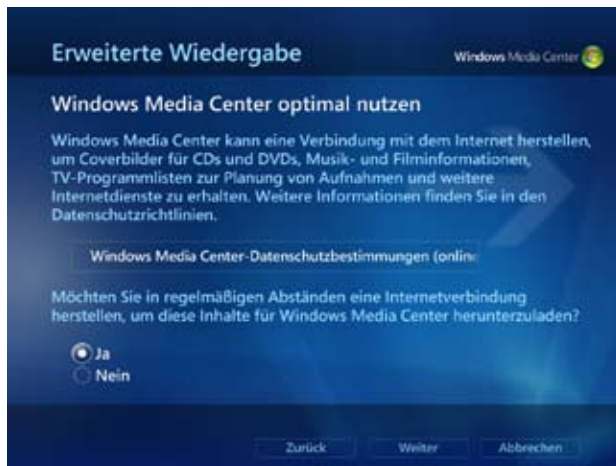 Erweiterte Wiedergabe
Windows Media Center
Windows Media Center optimal nutzen
Windows Media Center kann eine Verbindung mit dem Internet herstellen,
um Coverbilder für CDs und DVDs, Musik- und Filminformationen,
TV-Programmlisten zur Planung von Aufnahmen und weitere
Internetdienste zu erhalten. Weitere Informationen finden Sie in den
Datenschutzrichtlinien.
Windows Media Center-Datenschutzbestimmungen (online
Möchten Sie in regelmäßigen Abständen eine Internetverbindung
herstellen, um diese Inhalte für Windows Media Center herunterzuladen?
Ja
Nein
Zurück Weiter Abbrechen